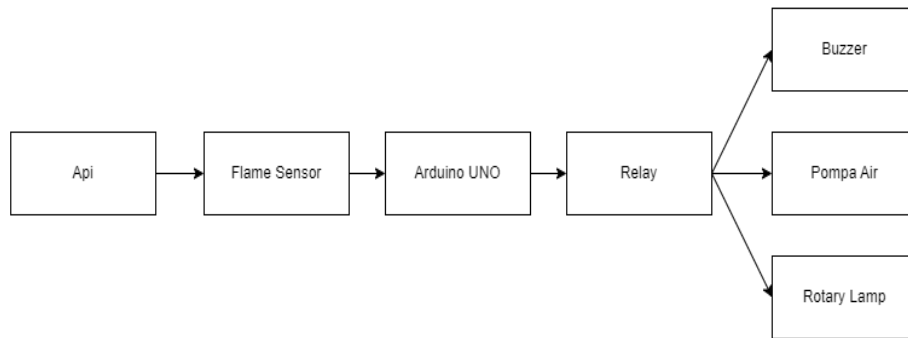 Api
Flame Sensor
Arduino UNO
Relay
Buzzer
Pompa Air
Rotary Lamp